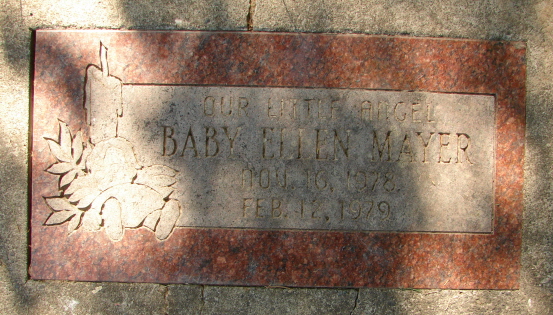 OUR LITTLE ANGEL
BABY ELLEN MAYER
NOV. 16, 1978
FEB. 12, 1979